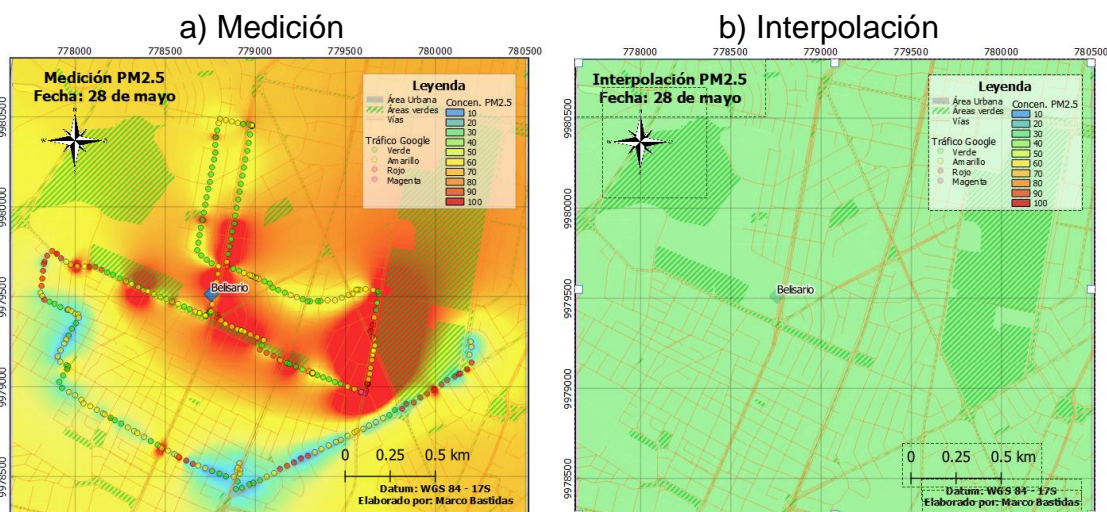 a) Medición
778000 778500 779000 779500 780000 780500
Medición PM2.5
Fecha: 28 de mayo
Leyenda
Área Urbana
Áreas verdes
Vías
Tráfico Google
Verde
Amarillo
Rojo
Magenta
Concen. PM2.5
10
20
30
40
50
60
70
80
90
100
9980500
9980000
9979500
9979000
9978500
Belisario
0 0.25 0.5 km
Datum: WGS 84 - 17S
Elaborado por: Marco Bastidas
b) Interpolación
778000 778500 779000 779500 780000 780500
Interpolación PM2.5
Fecha: 28 de mayo
Leyenda
Área Urbana
Áreas verdes
Vías
Tráfico Google
Verde
Amarillo
Rojo
Magenta
Concen. PM2.5
10
20
30
40
50
60
70
80
90
100
9980500
9980000
9979500
9979000
9978500
Belisario
0 0.25 0.5 km
Datum: WGS 84 - 17S
Elaborado por: Marco Bastidas